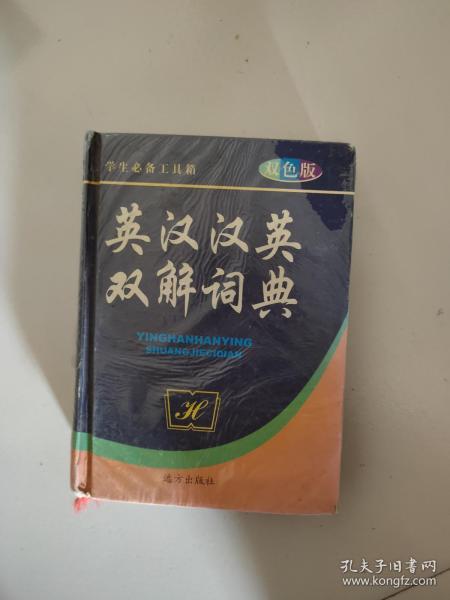 学生必备工具箱
双色版
英汉汉英
双解词典
YINGHANHANYING
SHUANGJIECIDIAN
H
远方出版社
孔夫子旧书网
www.kongfz.com